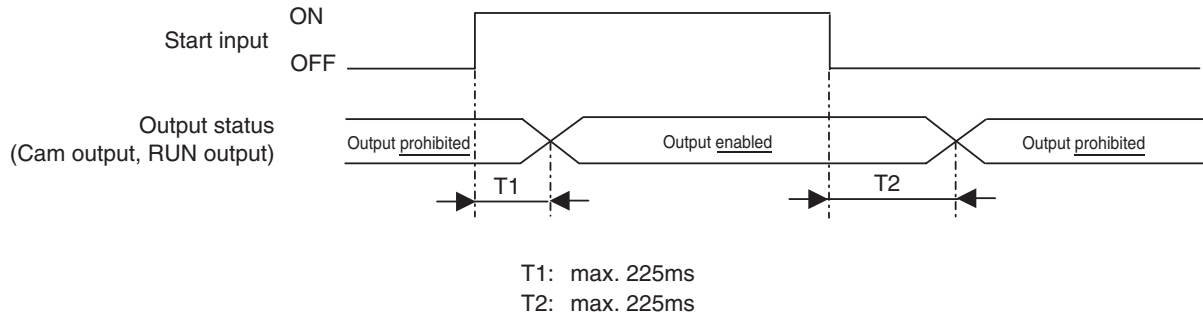 ON
Start input
OFF
Output status
(Cam output, RUN output)
Output prohibited
Output enabled
Output prohibited
T1
T2
T1: max. 225ms
T2: max. 225ms